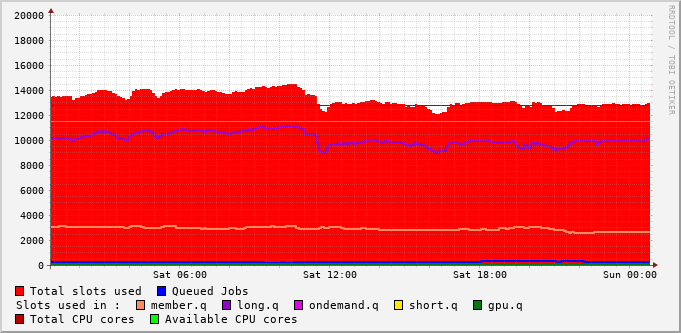 RRDTOOL / TOBI OETIKER
20000
18000
16000
14000
12000
10000
8000
6000
4000
2000
0
Sat 06:00 Sat 12:00 Sat 18:00 Sun 00:00
Total slots used Queued Jobs
Slots used in : member.q long.q ondemand.q short.q gpu.q
Total CPU cores Available CPU cores